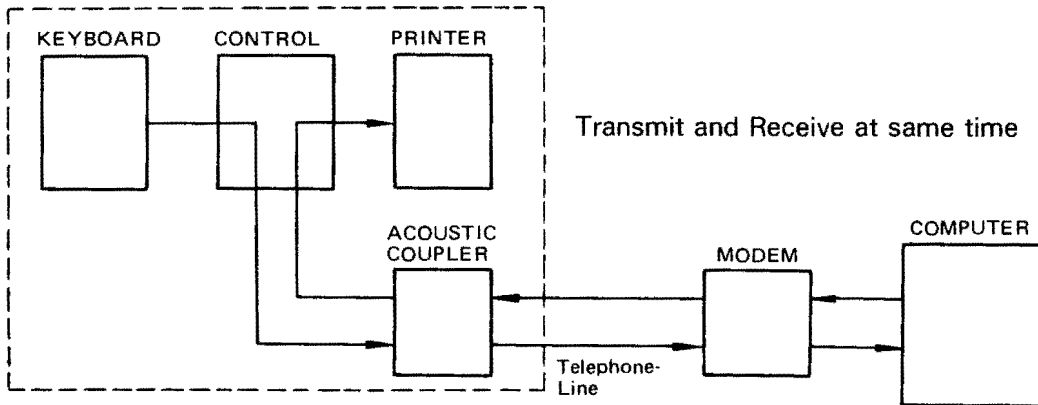 KEYBOARD
CONTROL
PRINTER
Transmit and Receive at same time
ACOUSTIC
COUPLER
MODEM
COMPUTER
Telephone-
Line